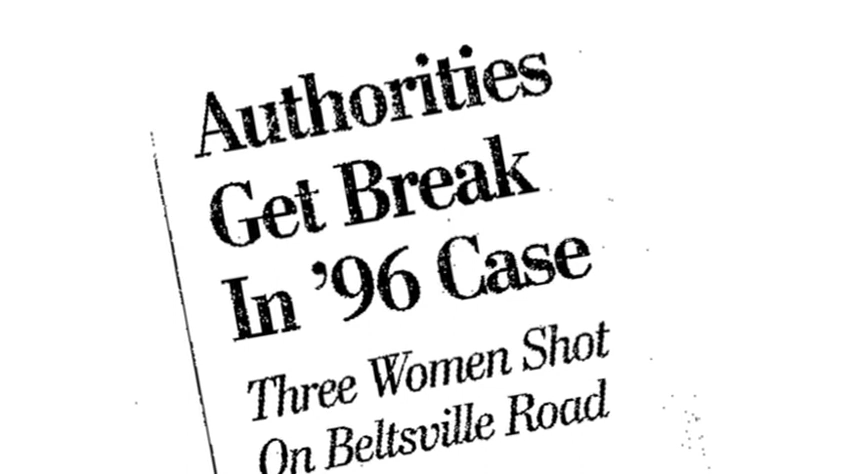 Authorities
Get Break
In ’96 Case
Three Women Shot
On Beltsville Road